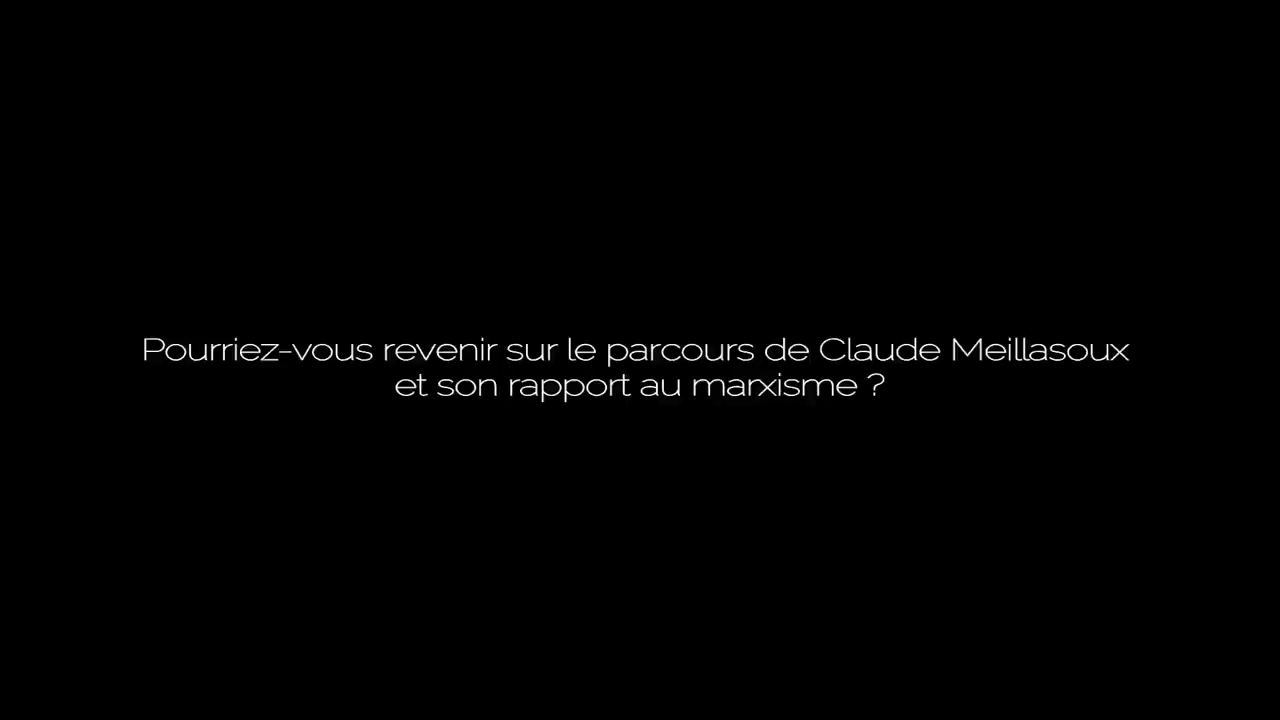 Pourriez-vous revenir sur le parcours de Claude Meillasoux
et son rapport au marxisme ?